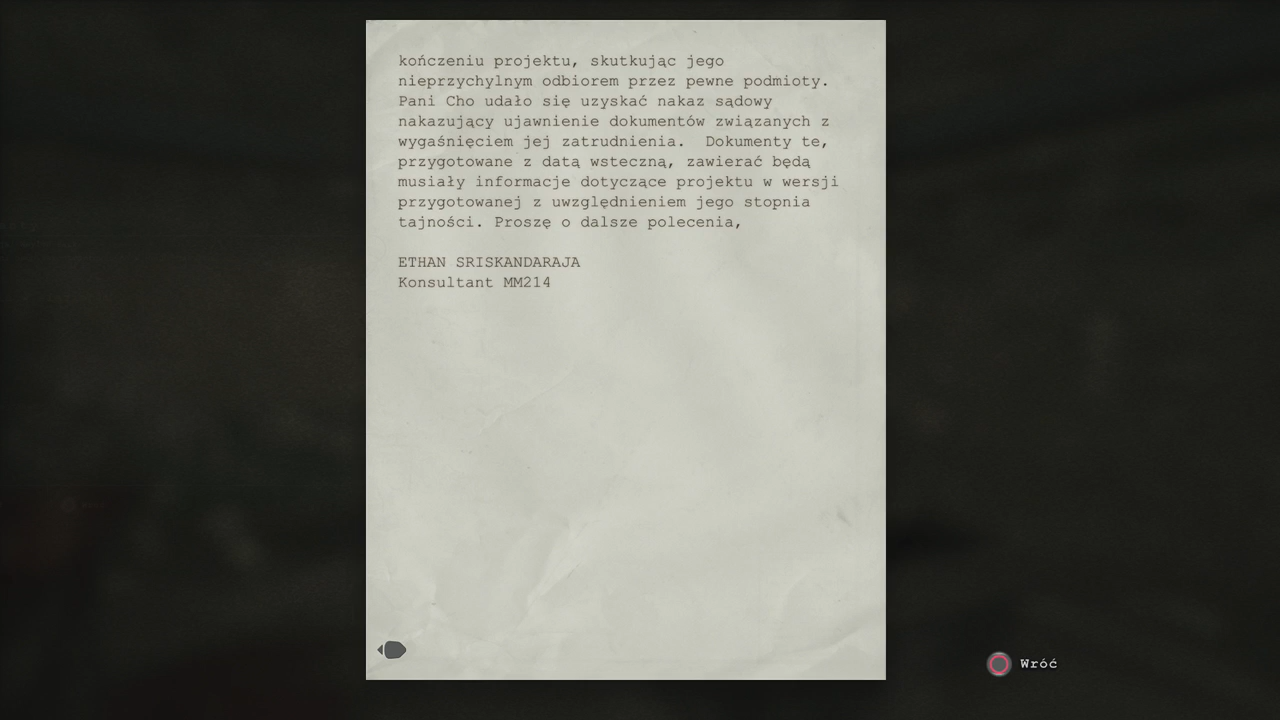 kończeniu projektu, skutkując jego
nieprzychylnym odbiorem przez pewne podmioty.
Pani Cho udało się uzyskać nakaz sądowy
nakazujący ujawnienie dokumentów związanych z
wygaśnięciem jej zatrudnienia.  Dokumenty te,
przygotowane z datą wsteczną, zawierać będą
musiały informacje dotyczące projektu w wersji
przygotowanej z uwzględnieniem jego stopnia
tajności. Proszę o dalsze polecenia,
ETHAN SRISKANDARAJA
Konsultant MM214
Wróć